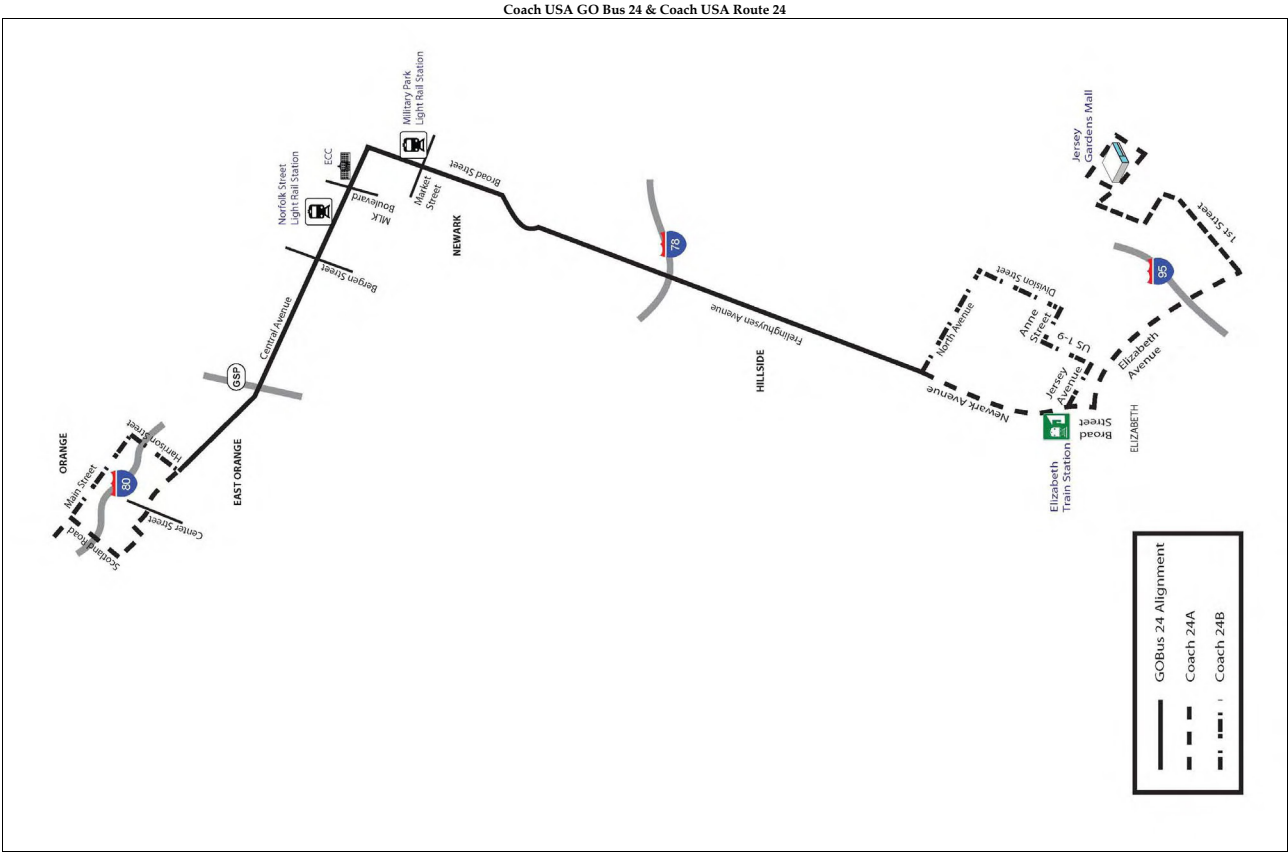 Coach USA GO Bus 24 & Coach USA Route 24
Military Park
Light Rail Station
ECC
Norfolk Street
Light Rail Station
MLK
Boulevard
Market
Street
Broad Street
NEWARK
Bergen Street
Central Avenue
GSP
ORANGE
Main Street
Harrison Street
80
Scotland Road
Center Street
EAST ORANGE
78
Frelinghuysen Avenue
HILLSIDE
Jersey
Gardens Mall
1st Street
95
Division Street
North Avenue
Anne
Street
US 1-9
Jersey
Avenue
Elizabeth
Avenue
Newark Avenue
Broad
Street
ELIZABETH
Elizabeth
Train Station
GOBus 24 Alignment
Coach 24A
Coach 24B